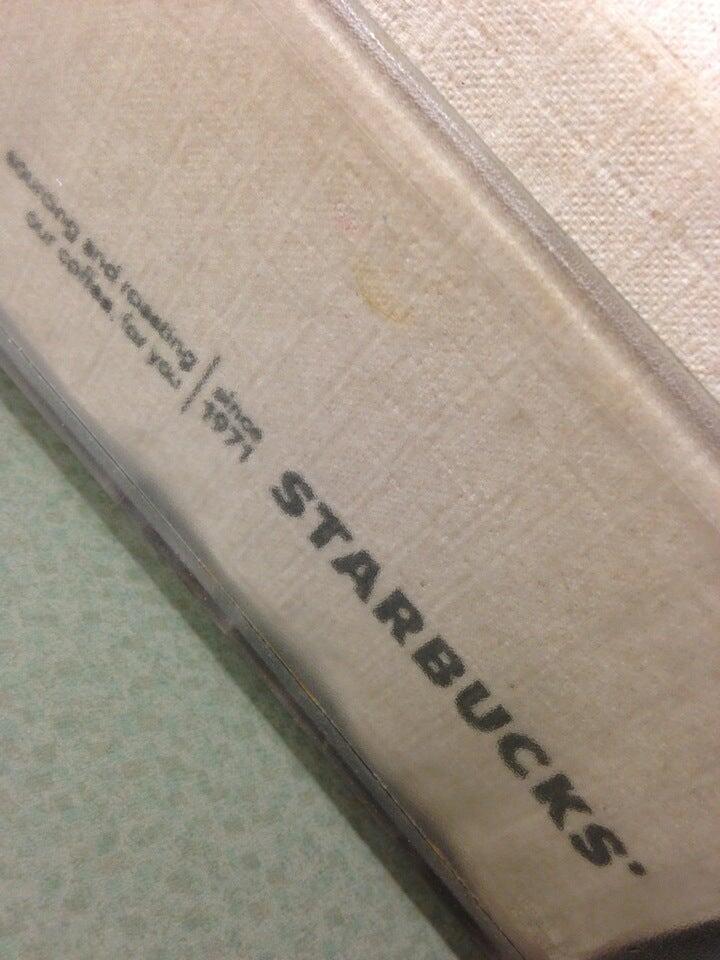 sourcing and roasting
our coffee, for you
since
1971
STARBUCKS